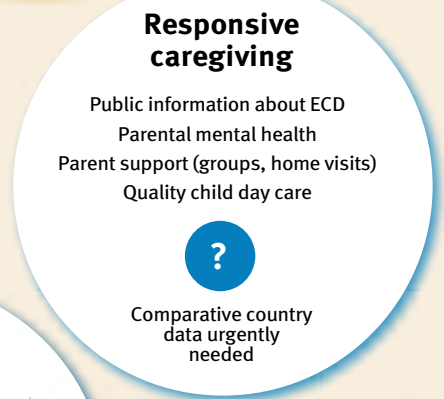 Responsive
caregiving
Public information about ECD
Parental mental health
Parent support (groups, home visits)
Quality child day care
?
Comparative country
data urgently
needed